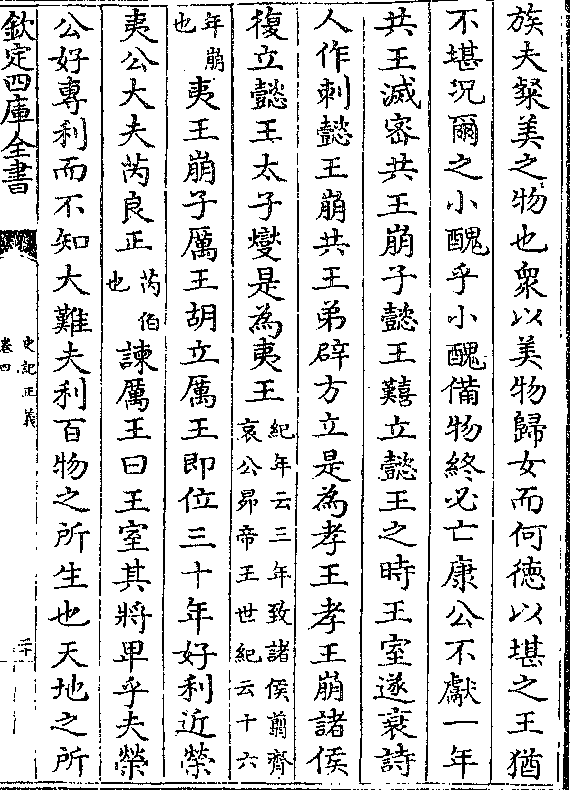 族夫粲美之物也衆以美物歸女而何德以堪之王猶
不堪况爾之小醜乎小醜備物終必亡康公不獻一年
共王滅密共王崩子懿王囏立懿王之時王室遂衰詩
人作刺懿王崩共王弟辟方立是為孝王孝王崩諸侯
復立懿王太子燮是為夷王紀年云三年致諸侯翦齊
哀公昴帝王世紀云十六
年崩
也夷王崩子厲王胡立厲王即位三十年好利近榮
夷公大夫芮良正芮伯
也諫厲王曰王室其將卑乎夫榮
公好專利而不知大難夫利百物之所生也天地之所
欽定四庫全書
史記正義
卷四
二十